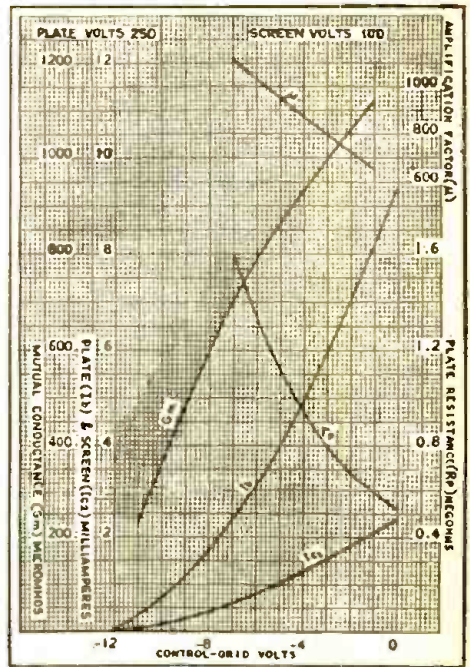 PLATE VOLTS 250
SCREEN VOLTS 100
1200
12
1000
10
800
8
600
6
400
4
200
2
MUTUAL CONDUCTANCE (Gm) MICROMHOS
PLATE (Ib) & SCREEN (Ic2) MILLIAMPERES
AMPLIFICATION FACTOR (μ)
1000
800
600
1.6
1.2
0.8
0.4
PLATE RESISTANCE (Rp) MEGOHMS
μ
Gm
Ib
Rp
Ic2
-12
-8
-4
0
CONTROL-GRID VOLTS